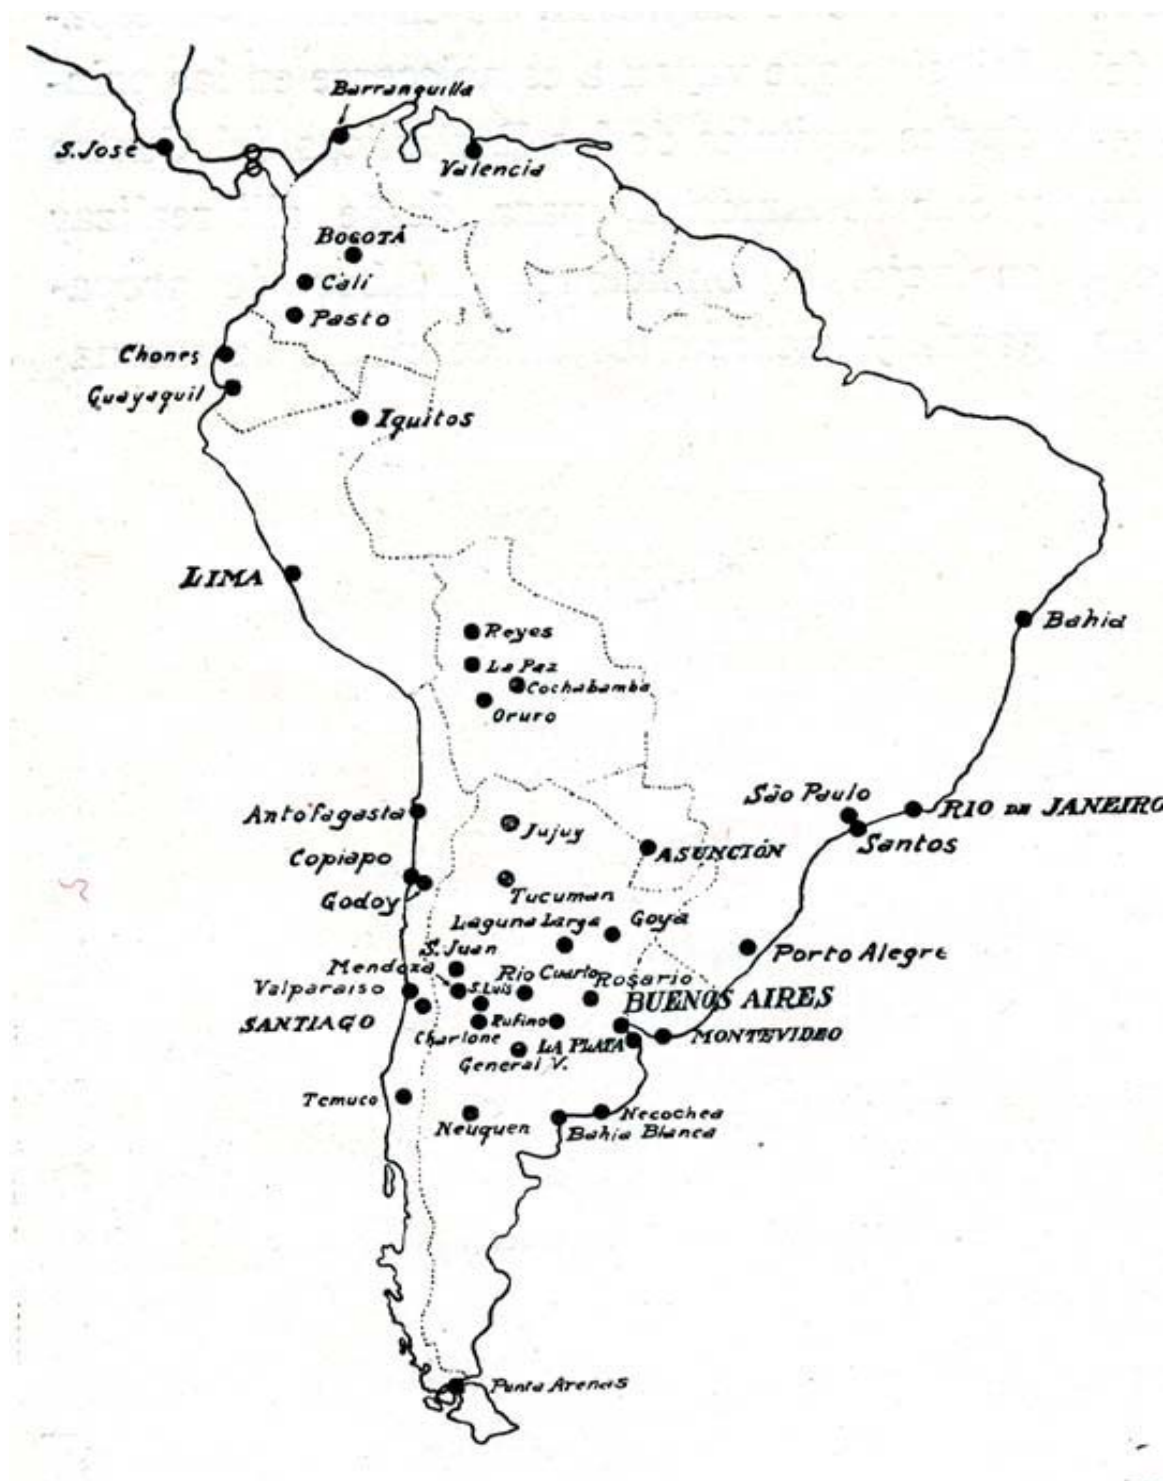 Barranquilla
S. José
Valencia
BOGOTÁ
Cali
Pasto
Chones
Guayaquil
Iquitos
LIMA
Reyes
Bahia
La Paz
Cochabamba
Oruro
São Paulo
RIO DE JANEIRO
Antofagasta
Jujuy
Santos
ASUNCIÓN
Copiapo
Godoy
Tucuman
Laguna Larga
Goya
S. Juan
Porto Alegre
Mendoza
Rio Cuarto
Rosario
Valparaiso
S. Luis
BUENOS AIRES
SANTIAGO
Rufino
Charlone
LA PLATA
MONTEVIDEO
General V.
Temuco
Neuquen
Necochea
Bahia Blanca
Punta Arenas